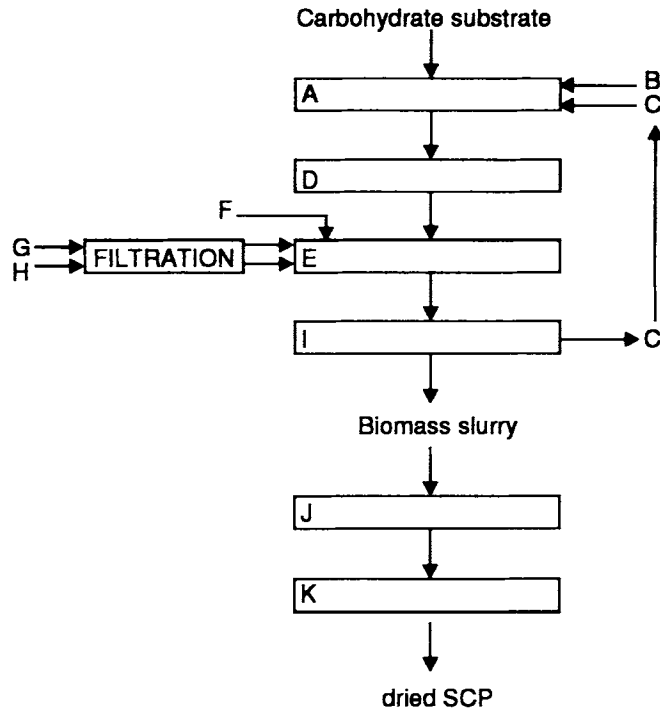 Carbohydrate substrate
A
B
C
D
F
G
H
FILTRATION
E
I
C
Biomass slurry
J
K
dried SCP